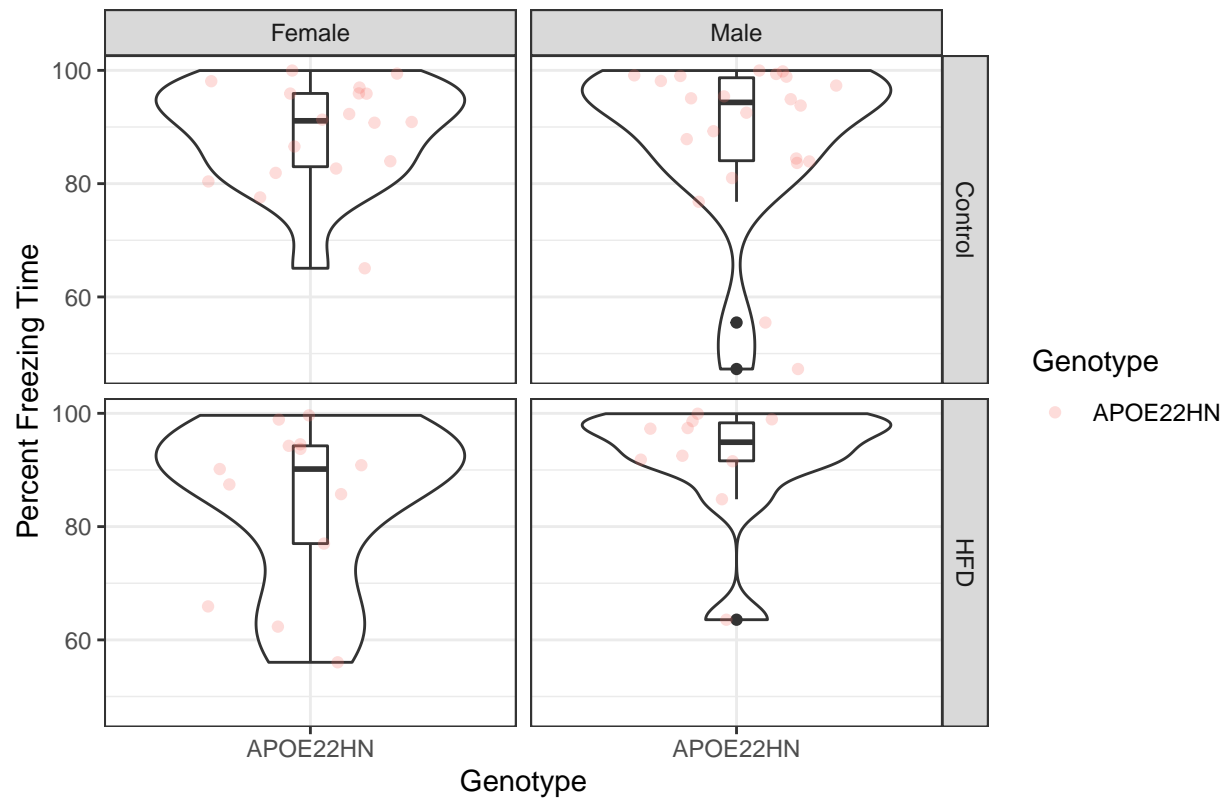 Female
Male
100
80
60
Control
100
80
60
HFD
Percent Freezing Time
APOE22HN
APOE22HN
Genotype
Genotype
APOE22HN